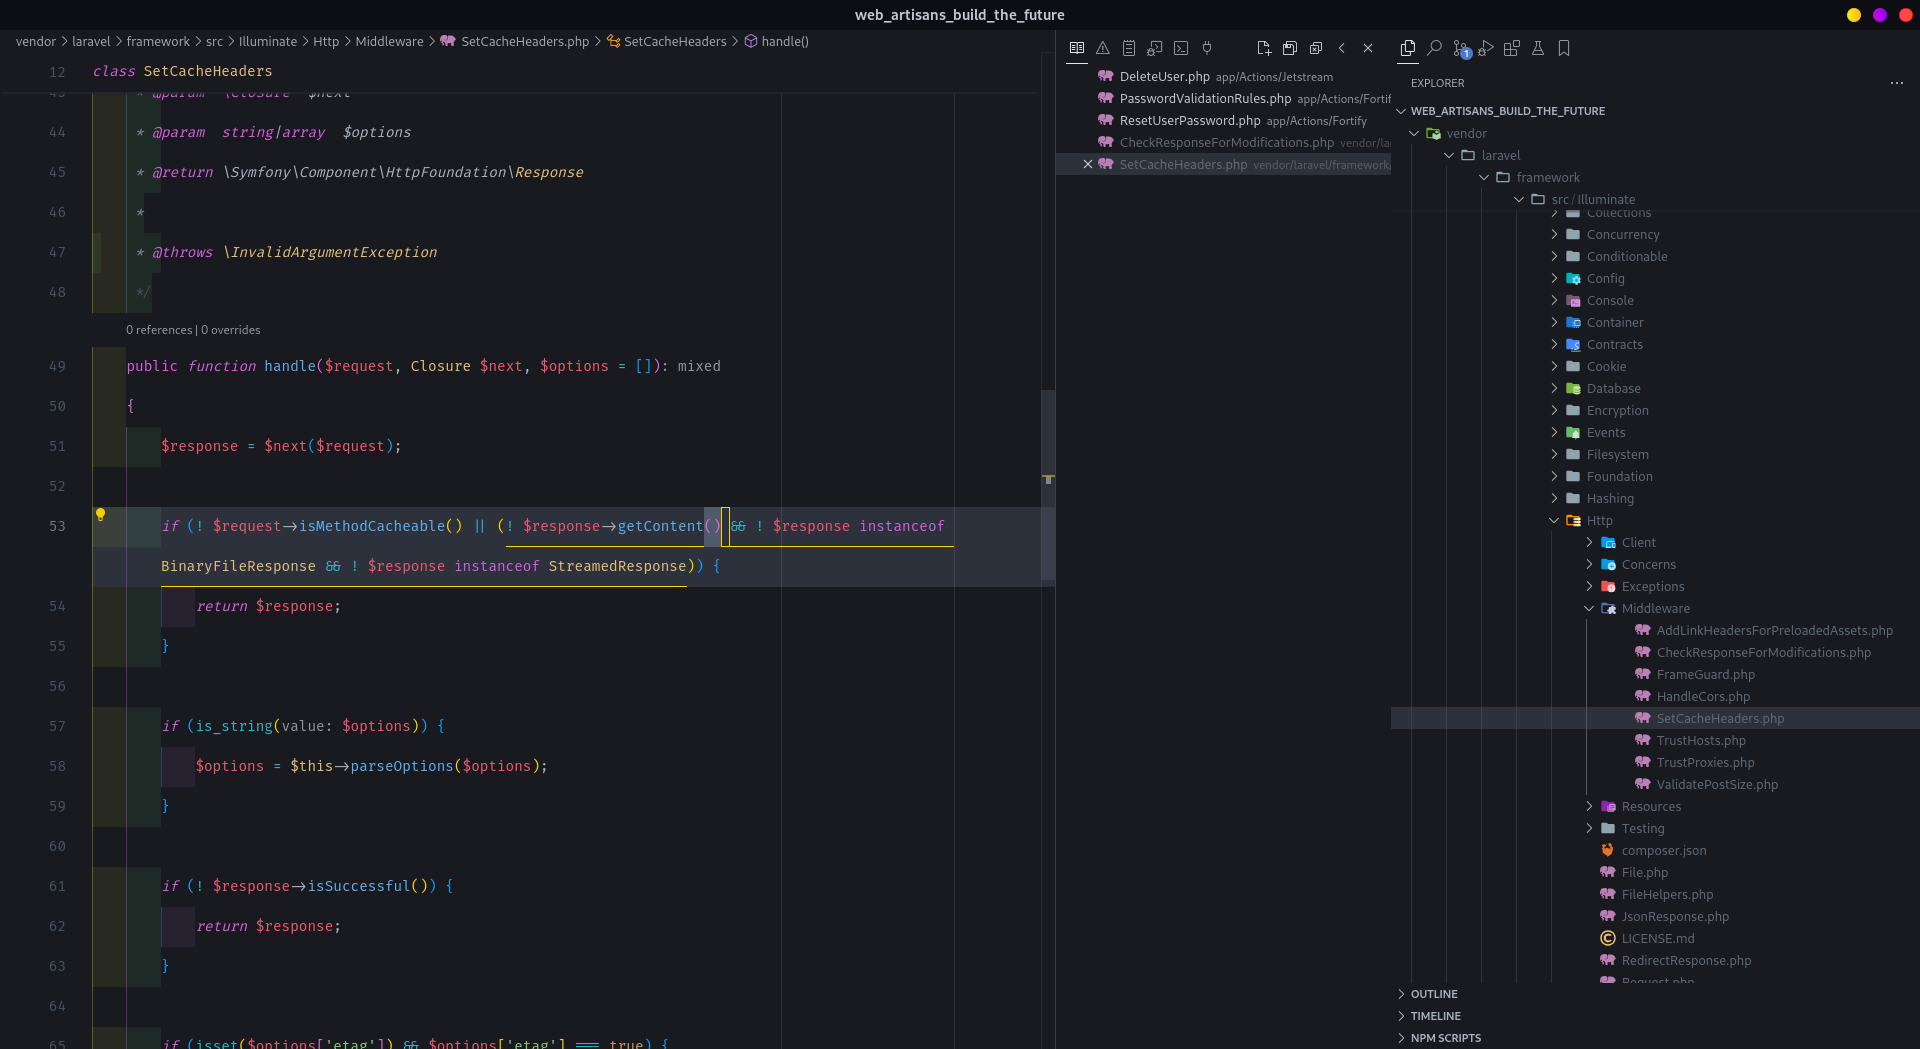 web_artisans_build_the_future
vendor > laravel > framework > src > Illuminate > Http > Middleware > SetCacheHeaders.php > SetCacheHeaders > handle()
12 class SetCacheHeaders
43 * @param \Closure $next
44 * @param string|array $options
45 * @return \Symfony\Component\HttpFoundation\Response
46 *
47 * @throws \InvalidArgumentException
48 */
0 references | 0 overrides
49 public function handle($request, Closure $next, $options = []): mixed
50 {
51 $response = $next($request);
52
53 if (! $request->isMethodCacheable() || (! $response->getContent() && ! $response instanceof
BinaryFileResponse && ! $response instanceof StreamedResponse)) {
54 return $response;
55 }
56
57 if (is_string(value: $options)) {
58 $options = $this->parseOptions($options);
59 }
60
61 if (! $response->isSuccessful()) {
62 return $response;
63 }
64
65 if (isset($options['etag']) && $options['etag'] === true) {
DeleteUser.php app/Actions/Jetstream
PasswordValidationRules.php app/Actions/Fortif
ResetUserPassword.php app/Actions/Fortify
CheckResponseForModifications.php vendor/la
SetCacheHeaders.php vendor/laravel/framework
1
EXPLORER
WEB_ARTISANS_BUILD_THE_FUTURE
vendor
laravel
framework
src / Illuminate
Collections
Concurrency
Conditionable
Config
Console
Container
Contracts
Cookie
Database
Encryption
Events
Filesystem
Foundation
Hashing
Http
Client
Concerns
Exceptions
Middleware
AddLinkHeadersForPreloadedAssets.php
CheckResponseForModifications.php
FrameGuard.php
HandleCors.php
SetCacheHeaders.php
TrustHosts.php
TrustProxies.php
ValidatePostSize.php
Resources
Testing
composer.json
File.php
FileHelpers.php
JsonResponse.php
LICENSE.md
RedirectResponse.php
Request.php
OUTLINE
TIMELINE
NPM SCRIPTS